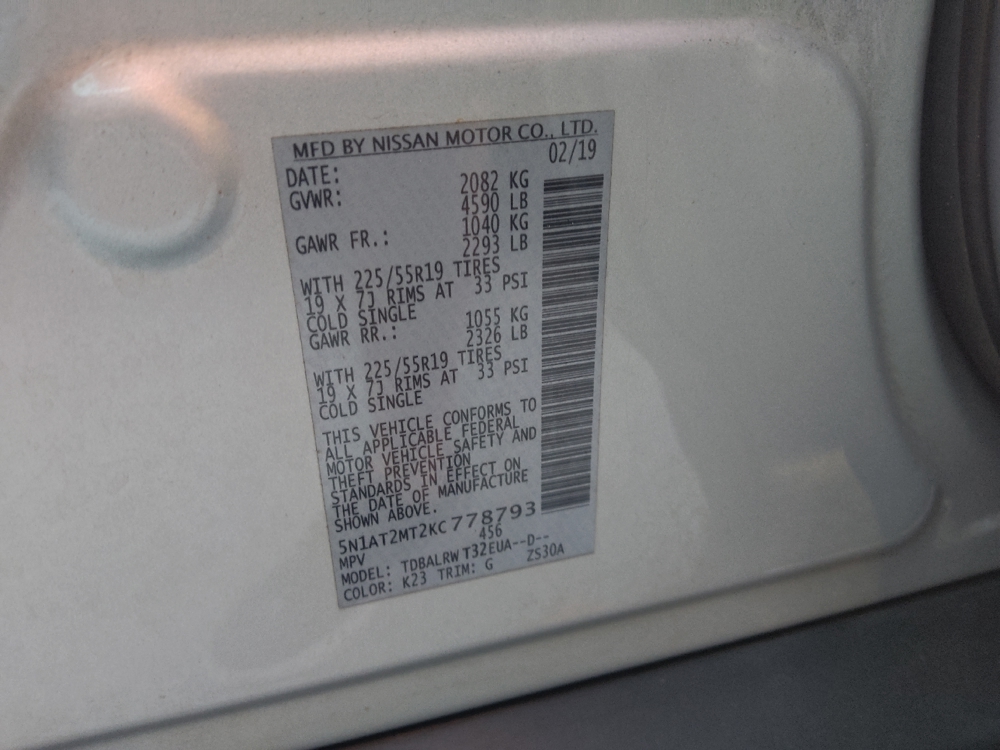 MFD BY NISSAN MOTOR CO., LTD.
DATE: 02/19
GVWR: 2082 KG
4590 LB
GAWR FR.: 1040 KG
2293 LB
WITH 225/55R19 TIRES
19 X 7J RIMS AT 33 PSI
COLD SINGLE
GAWR RR.: 1055 KG
2326 LB
WITH 225/55R19 TIRES
19 X 7J RIMS AT 33 PSI
COLD SINGLE
THIS VEHICLE CONFORMS TO
ALL APPLICABLE FEDERAL
MOTOR VEHICLE SAFETY AND
THEFT PREVENTION
STANDARDS IN EFFECT ON
THE DATE OF MANUFACTURE
SHOWN ABOVE.
5N1AT2MT2KC778793
MPV 456
MODEL: TDBALRWT32EUA--D--
COLOR: K23 TRIM: G ZS30A